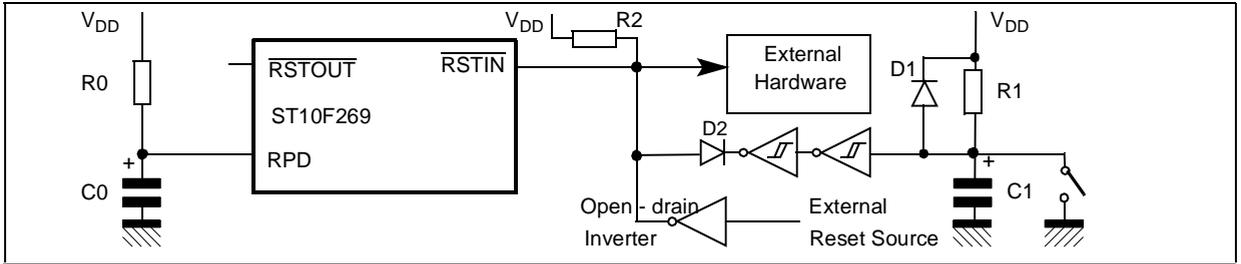 VDD
R0
+
C0
RSTOUT
RSTIN
ST10F269
RPD
VDD
R2
External
Hardware
D2
Open - drain
Inverter
External
Reset Source
D1
VDD
R1
+
C1